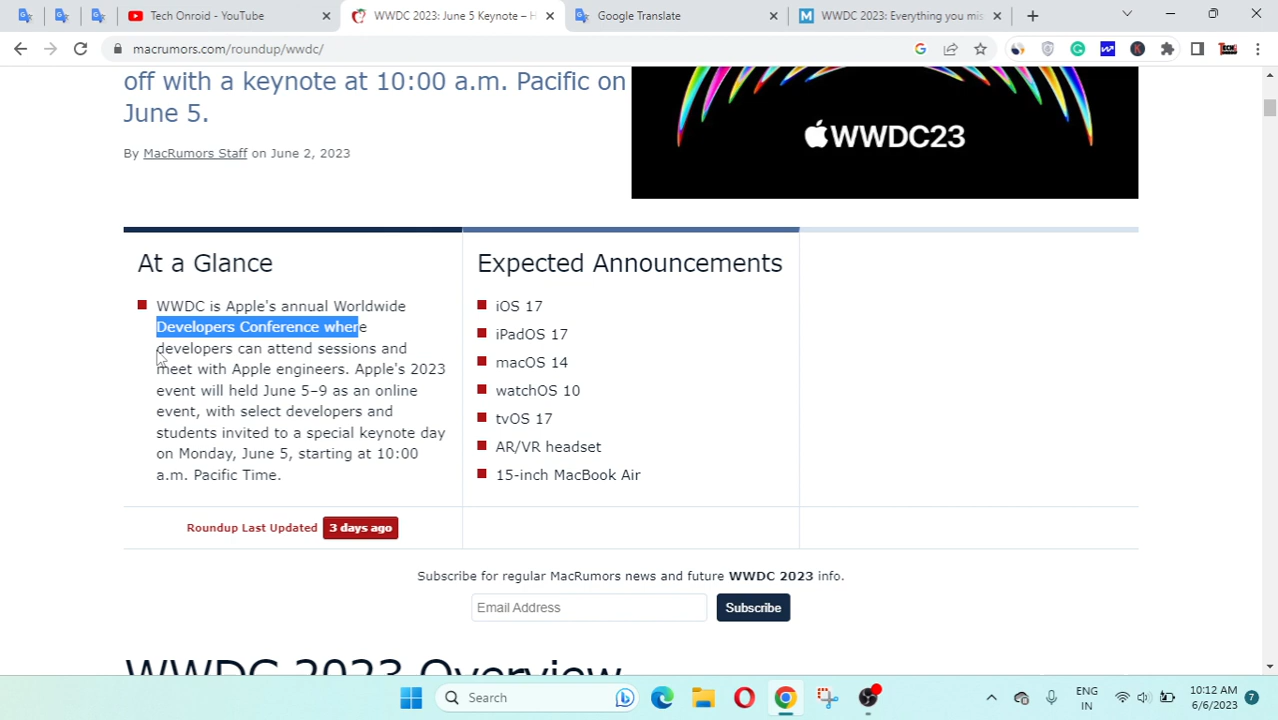 Tech Onroid - YouTube
WWDC 2023: June 5 Keynote – H
Google Translate
WWDC 2023: Everything you mis
macrumors.com/roundup/wwdc/
off with a keynote at 10:00 a.m. Pacific on
June 5.
By MacRumors Staff on June 2, 2023
WWDC23
At a Glance
WWDC is Apple's annual Worldwide
Developers Conference where
developers can attend sessions and
meet with Apple engineers. Apple's 2023
event will held June 5–9 as an online
event, with select developers and
students invited to a special keynote day
on Monday, June 5, starting at 10:00
a.m. Pacific Time.
Roundup Last Updated 3 days ago
Expected Announcements
iOS 17
iPadOS 17
macOS 14
watchOS 10
tvOS 17
AR/VR headset
15-inch MacBook Air
Subscribe for regular MacRumors news and future WWDC 2023 info.
Email Address
Subscribe
WWDC 2023 Overview
Search
ENG
IN
10:12 AM
6/6/2023
7